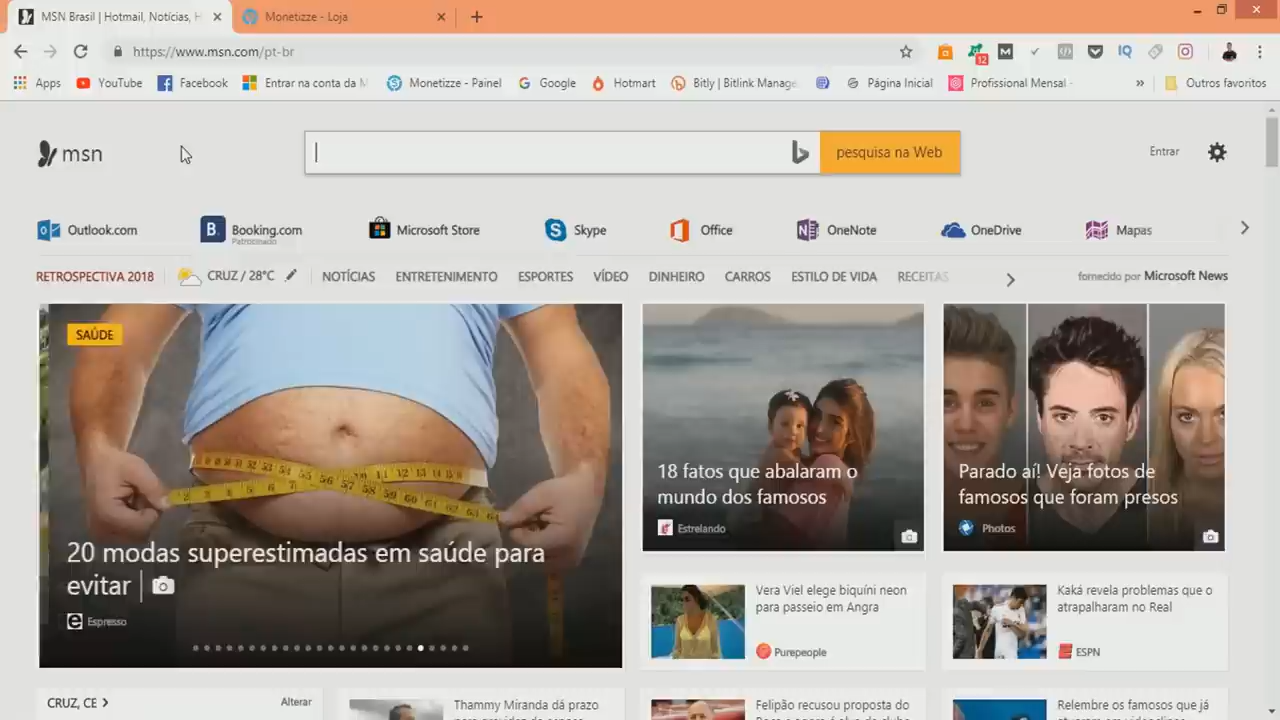 MSN Brasil | Hotmail, Notícias, H
Monetizze - Loja
https://www.msn.com/pt-br
12
M
IQ
Apps
YouTube
Facebook
Entrar na conta da M
Monetizze - Painel
Google
Hotmart
Bitly | Bitlink Manage
Página Inicial
Profissional Mensal -
»
Outros favoritos
msn
pesquisa na Web
Entrar
Outlook.com
B.
Booking.com
Patrocinado
Microsoft Store
Skype
Office
OneNote
OneDrive
Mapas
RETROSPECTIVA 2018
CRUZ / 28°C
NOTÍCIAS
ENTRETENIMENTO
ESPORTES
VÍDEO
DINHEIRO
CARROS
ESTILO DE VIDA
RECEITAS
fornecido por Microsoft News
SAÚDE
20 modas superestimadas em saúde para
evitar |
Espresso
18 fatos que abalaram o
mundo dos famosos
Estrelando
Parado aí! Veja fotos de
famosos que foram presos
Photos
Vera Viel elege biquíni neon
para passeio em Angra
Purepeople
Kaká revela problemas que o
atrapalharam no Real
ESPN
CRUZ, CE
Alterar
Thammy Miranda dá prazo
Felipão recusou proposta do
Relembre os famosos que já